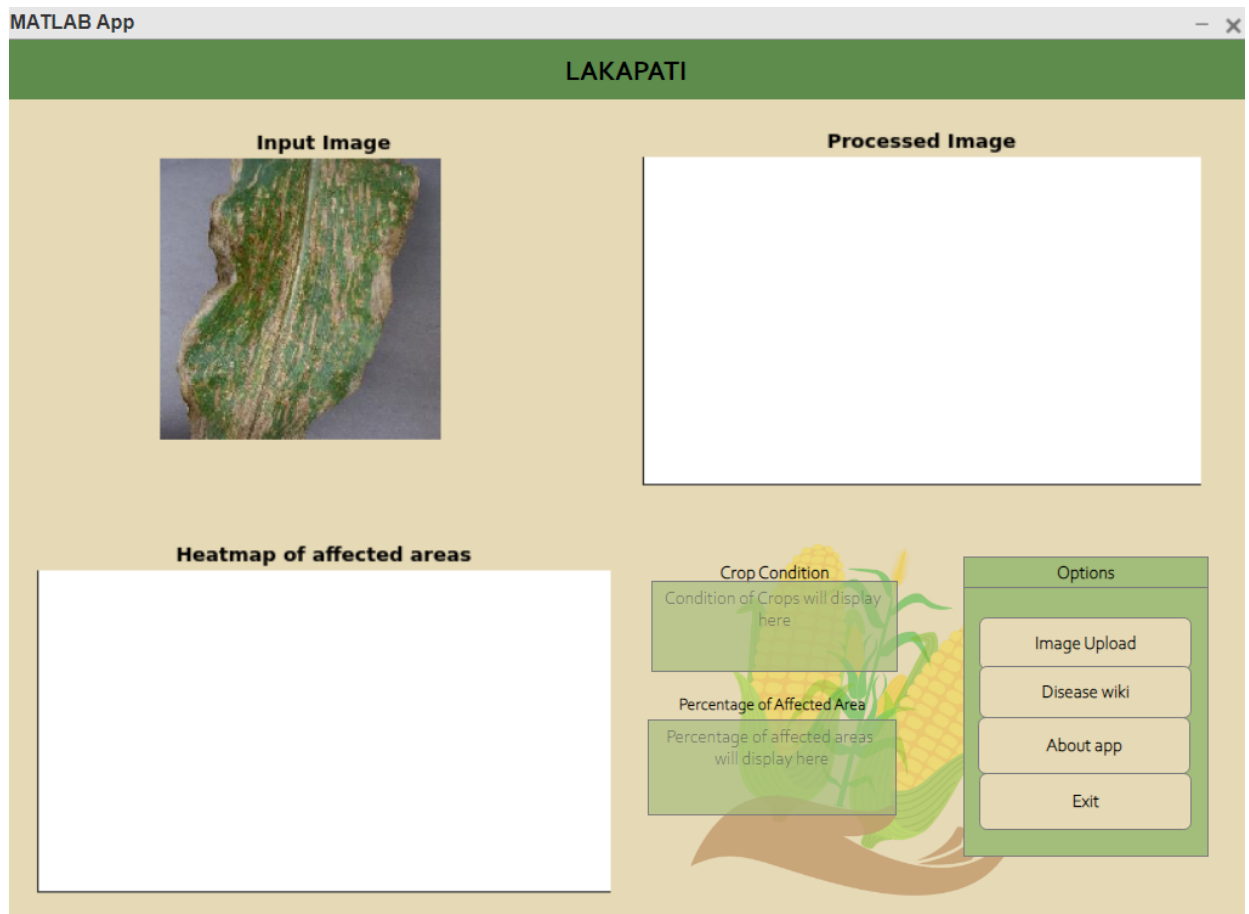 MATLAB App
LAKAPATI
Input Image
Processed Image
Heatmap of affected areas
Crop Condition
Condition of Crops will display
here
Percentage of Affected Area
Percentage of affected areas
will display here
Options
Image Upload
Disease wiki
About app
Exit